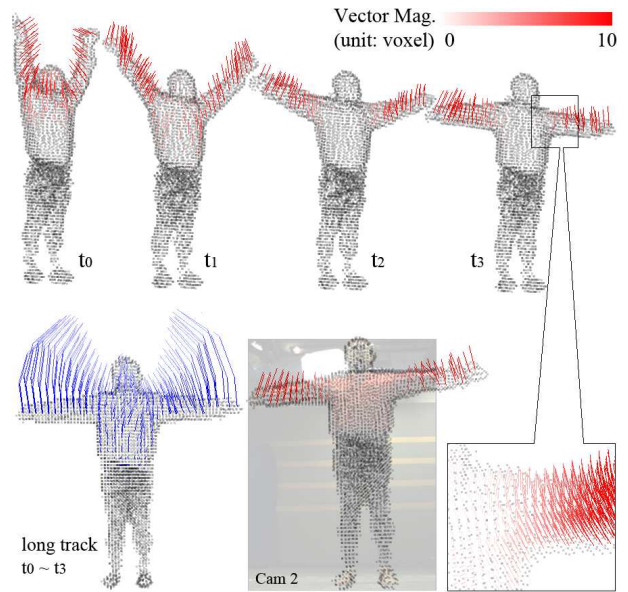 Vector Mag.
(unit: voxel) 0 10
t0
t1
t2
t3
long track
t0 ~ t3
Cam 2